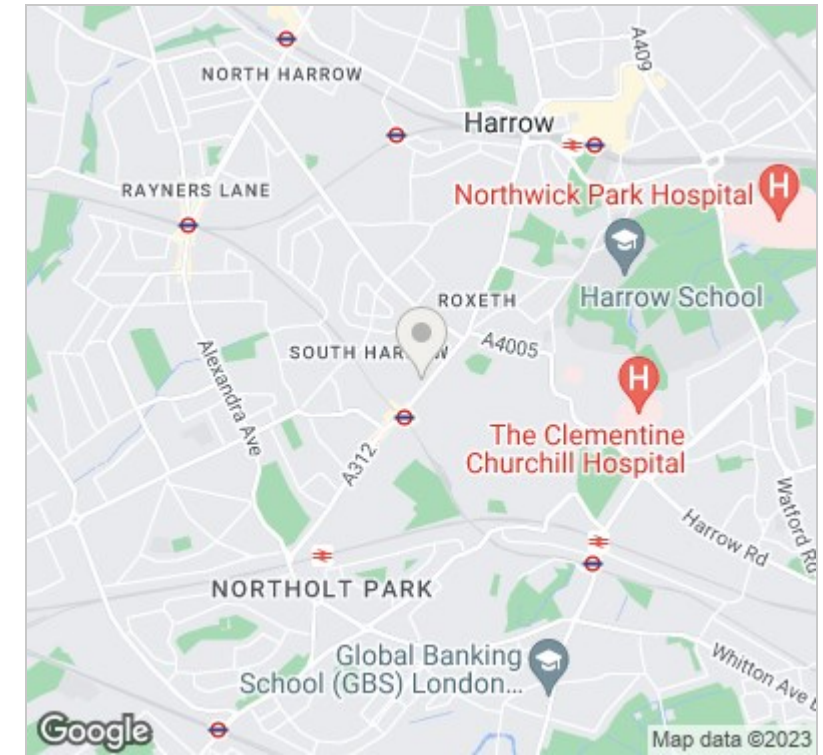 NORTH HARROW
A409
Harrow
RAYNERS LANE
Northwick Park Hospital
H
ROXETH
Harrow School
SOUTH HAR W
A4005
Alexandra Ave
H
The Clementine
Churchill Hospital
A312
Watford Rd
Harrow Rd
NORTHOLT PARK
Global Banking
School (GBS) London...
Whitton Ave E
Google
Map data ©2023